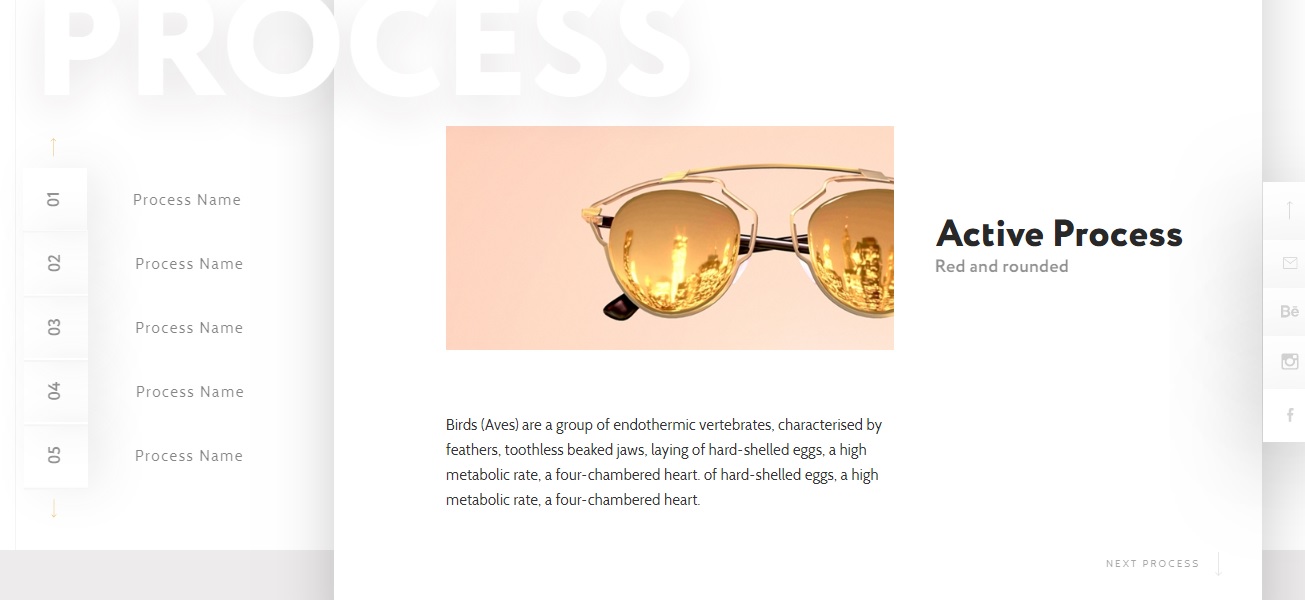 PROCESS
01
Process Name
02
Process Name
03
Process Name
04
Process Name
05
Process Name
Active Process
Red and rounded
Birds (Aves) are a group of endothermic vertebrates, characterised by
feathers, toothless beaked jaws, laying of hard-shelled eggs, a high
metabolic rate, a four-chambered heart. of hard-shelled eggs, a high
metabolic rate, a four-chambered heart.
NEXT PROCESS
Bē
f